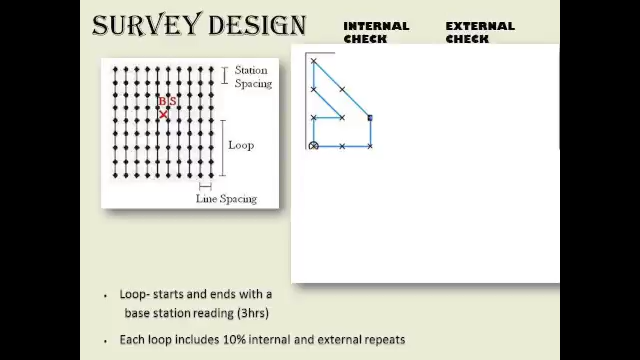 SURVEY DESIGN
INTERNAL
CHECK
EXTERNAL
CHECK
Station
Spacing
B S
Loop
Line Spacing
• Loop- starts and ends with a
base station reading (3hrs)
• Each loop includes 10% internal and external repeats